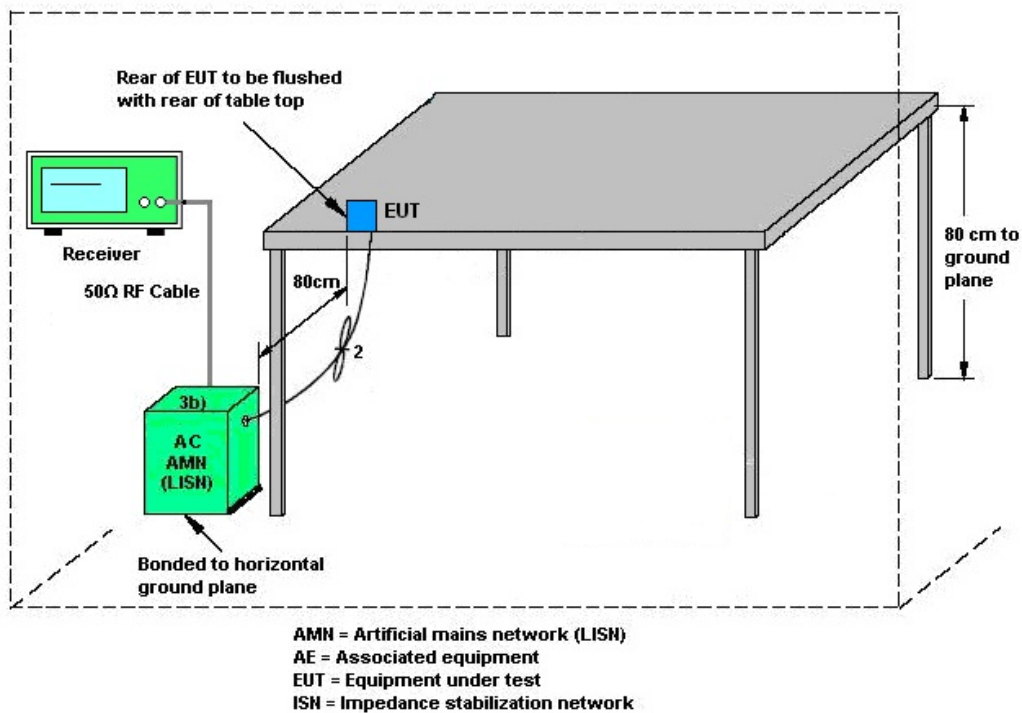 Rear of EUT to be flushed
with rear of table top
EUT
Receiver
50Ω RF Cable
80cm
80 cm to
ground
plane
2
3b)
AC
AMN
(LISN)
Bonded to horizontal
ground plane
AMN = Artificial mains network (LISN)
AE = Associated equipment
EUT = Equipment under test
ISN = Impedance stabilization network